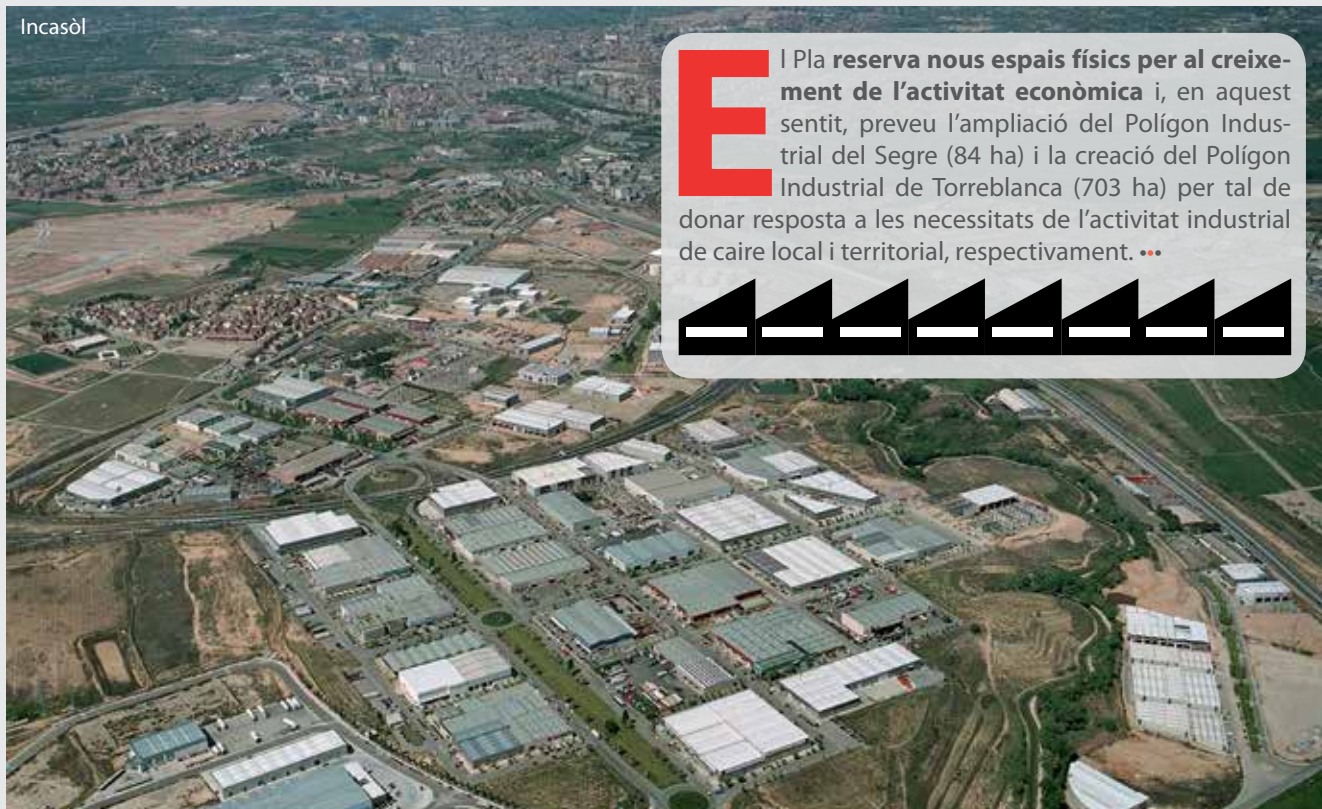 Incasòl
El Pla reserva nous espais físics per al creixe-
ment de l’activitat econòmica i, en aquest
sentit, preveu l’ampliació del Polígon Indus-
trial del Segre (84 ha) i la creació del Polígon
Industrial de Torreblanca (703 ha) per tal de
donar resposta a les necessitats de l’activitat industrial
de caire local i territorial, respectivament. •••